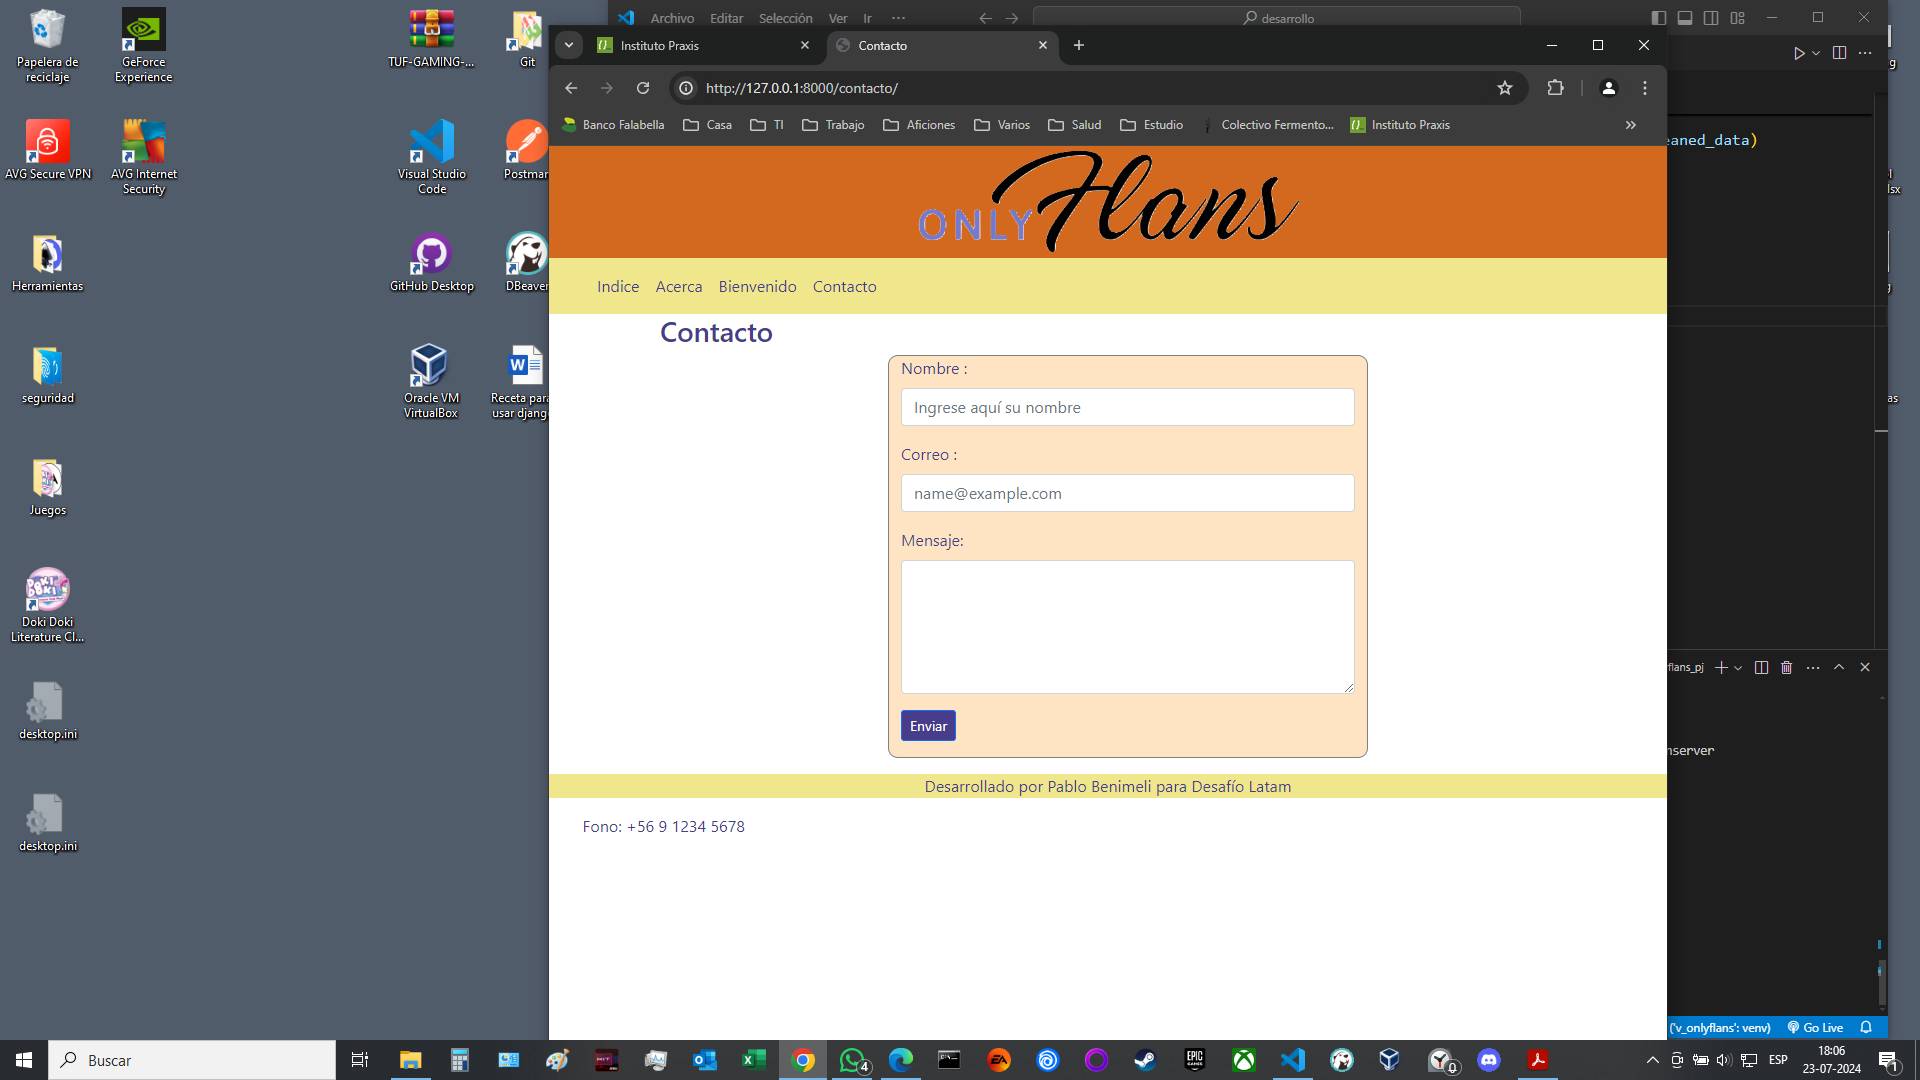 Papelera de
reciclaje
GeForce
Experience
TUF-GAMING-...
Git
AVG Secure VPN
AVG Internet
Security
Visual Studio
Code
Postman
Herramientas
GitHub Desktop
DBeaver
seguridad
Oracle VM
VirtualBox
Receta para
usar django
Juegos
Doki Doki
Literature Cl...
desktop.ini
desktop.ini
Archivo Editar Selección Ver Ir ...
desarrollo
Instituto Praxis
Contacto
http://127.0.0.1:8000/contacto/
Banco Falabella Casa TI Trabajo Aficiones Varios Salud Estudio Colectivo Fermento... Instituto Praxis »
ONLY Flans
Indice Acerca Bienvenido Contacto
Contacto
Nombre :
Ingrese aquí su nombre
Correo :
name@example.com
Mensaje:
Enviar
Desarrollado por Pablo Benimeli para Desafío Latam
Fono: +56 9 1234 5678
eaned_data)
flans_pj
nserver
('v_onlyflans': venv) Go Live
Buscar
4
0
ESP
18:06
23-07-2024
1